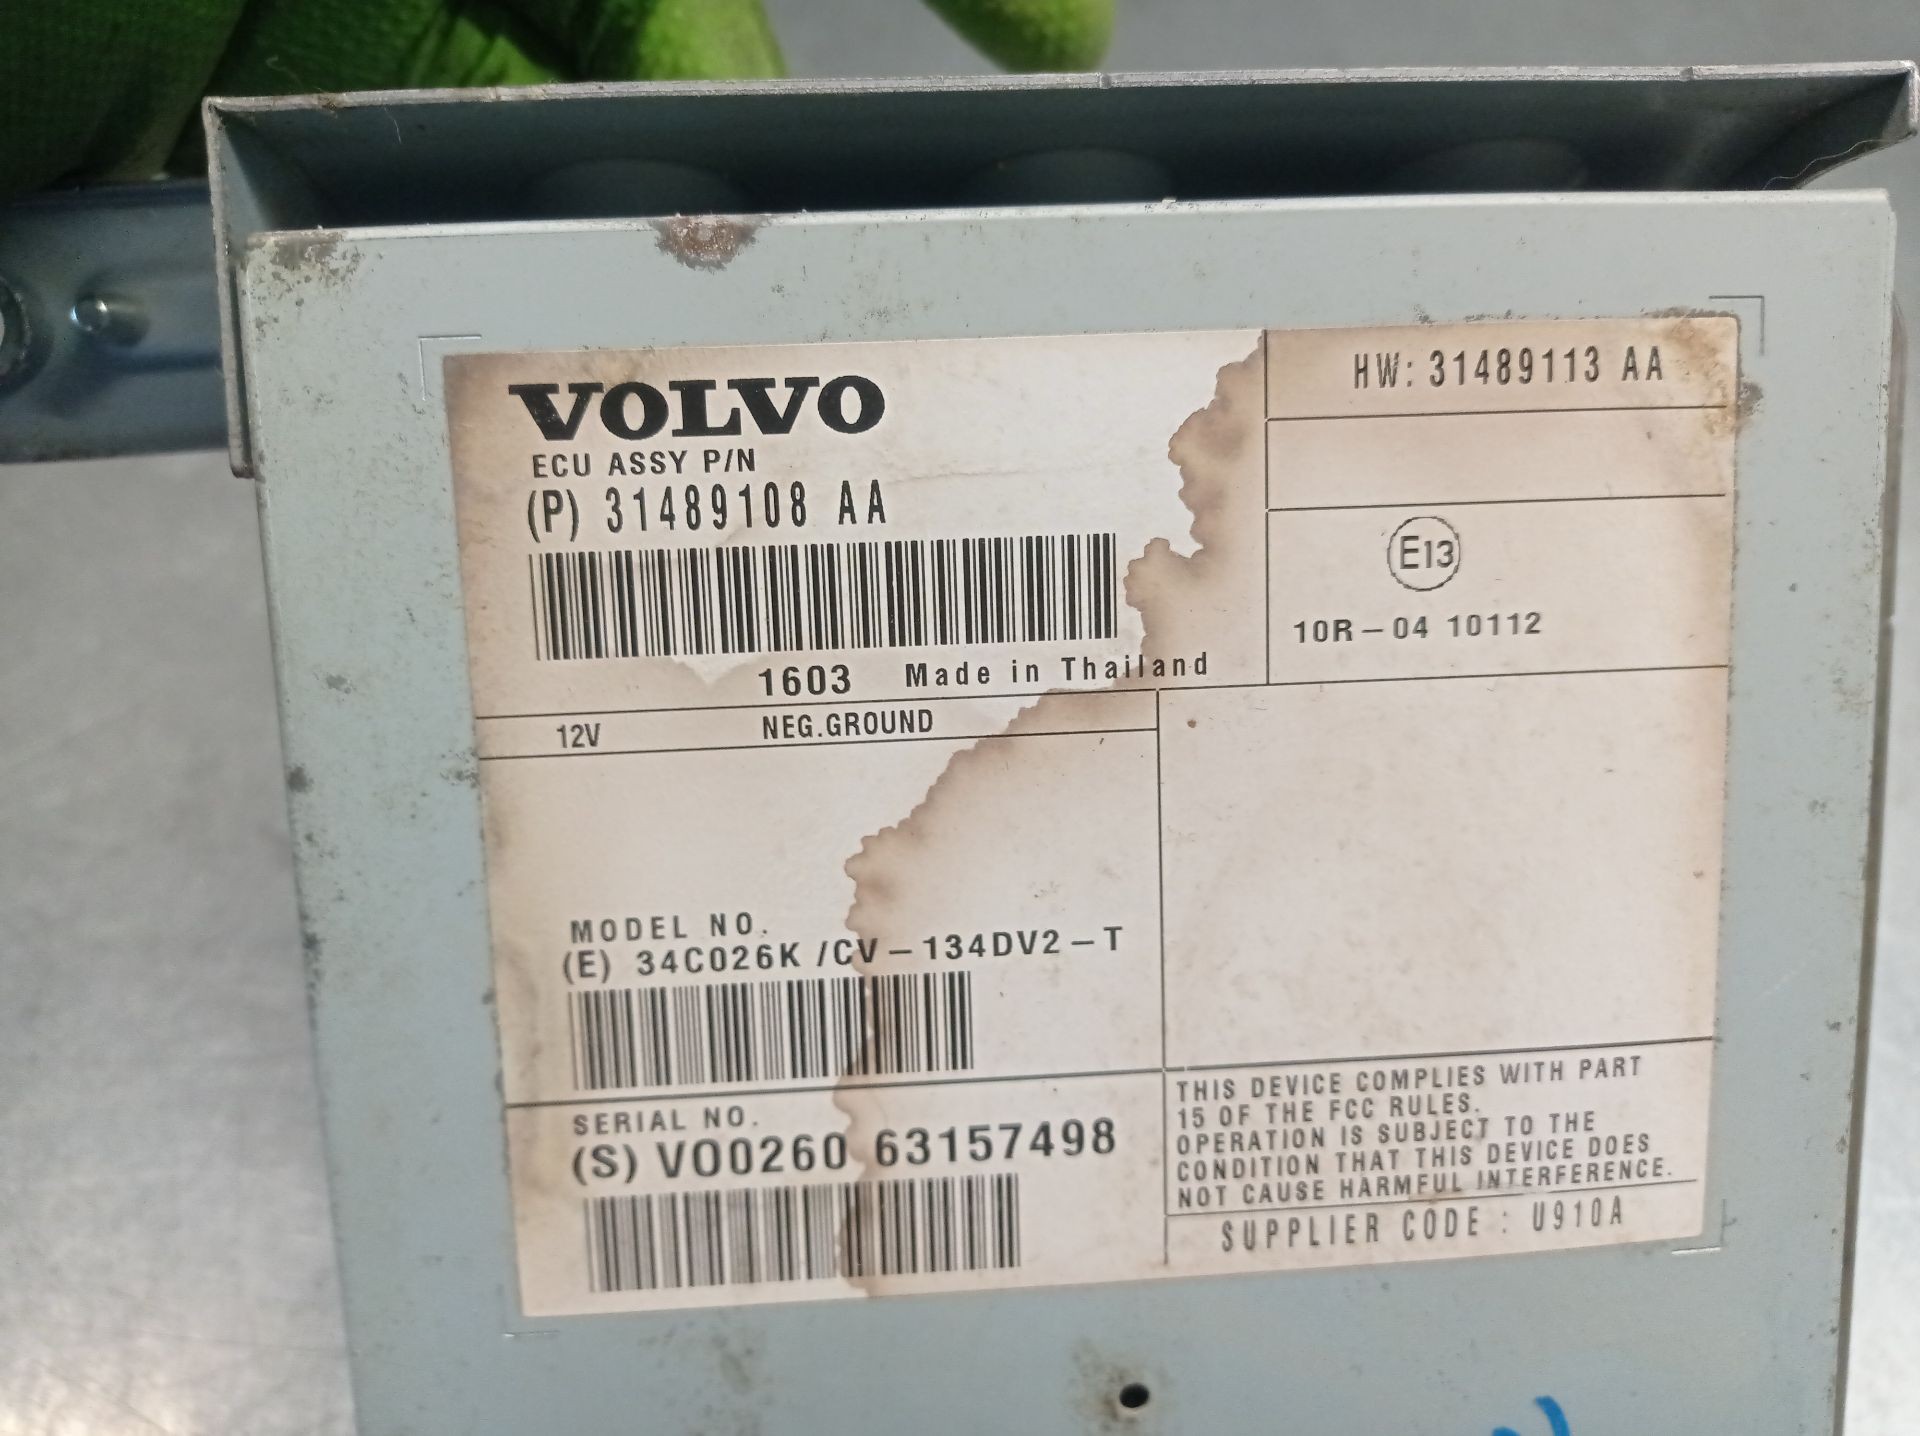 VOLVO
ECU ASSY P/N
(P) 31489108 AA
1603 Made in Thailand
12V NEG.GROUND
MODEL NO.
(E) 34C026K /CV-134DV2-T
SERIAL NO.
(S) VO0260 63157498
HW: 31489113 AA
E13
10R-04 10112
THIS DEVICE COMPLIES WITH PART
15 OF THE FCC RULES.
OPERATION IS SUBJECT TO THE
CONDITION THAT THIS DEVICE DOES
NOT CAUSE HARMFUL INTERFERENCE.
SUPPLIER CODE : U910A